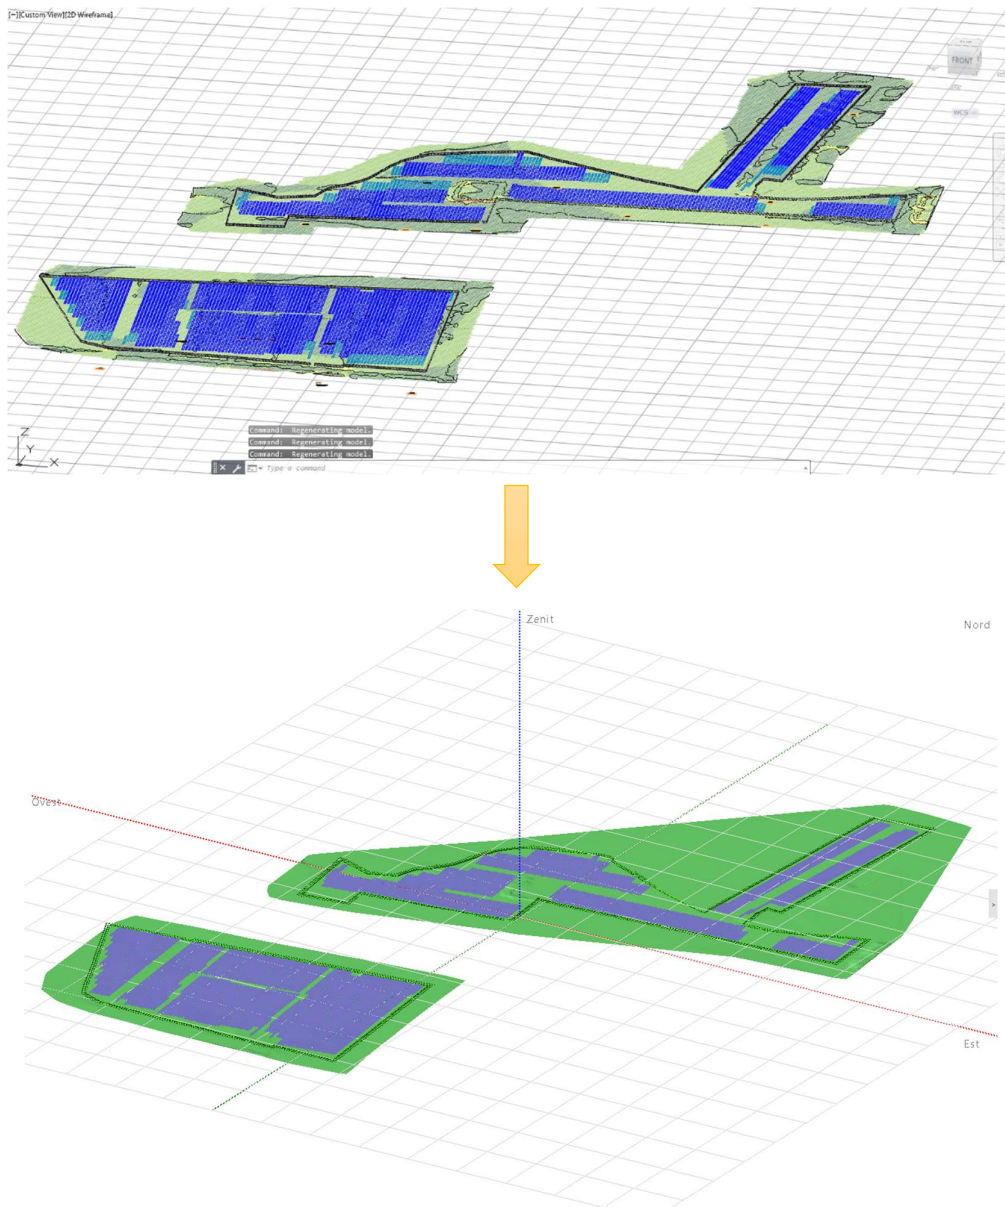 [−][Custom View][2D Wireframe]
FRONT
WCS
Z
Y
X
Command:  Regenerating model.
Command:  Regenerating model.
Command:  Regenerating model.
Type a command
Zenit
Nord
Ovest
Est